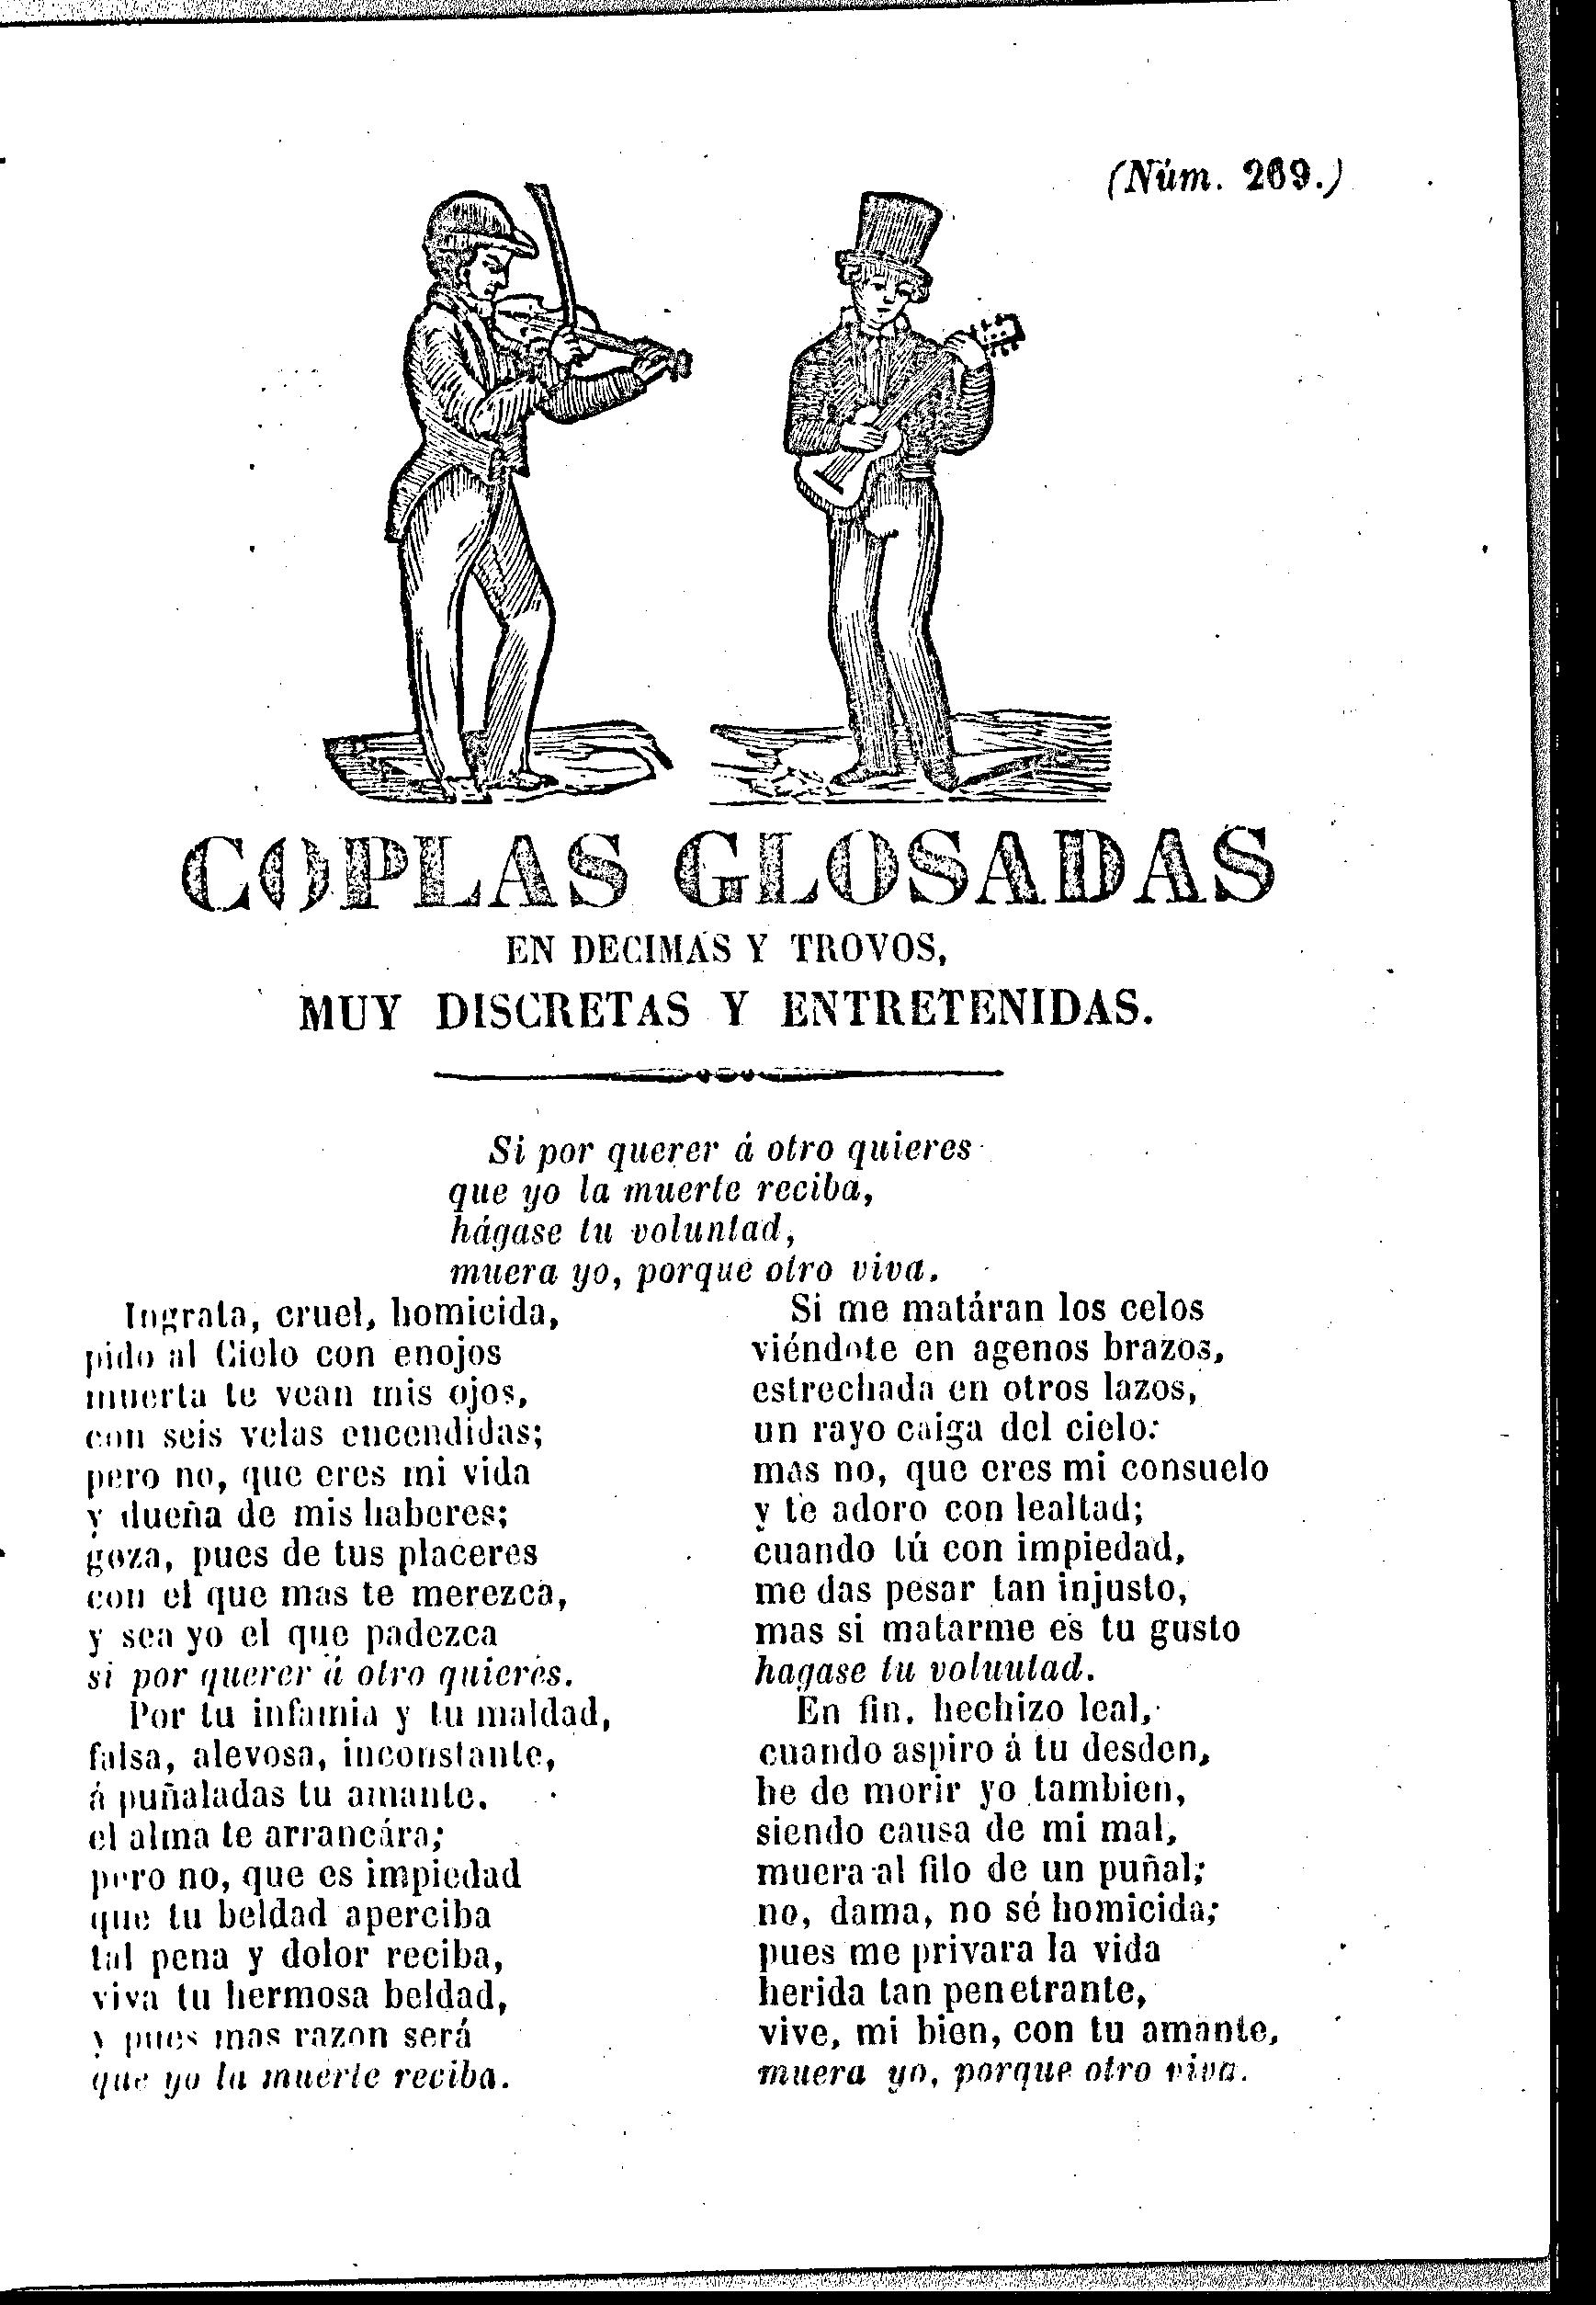 (Núm. 269.)
COPLAS GLOSADAS
EN DECIMAS Y TROVOS,
MUY DISCRETAS Y ENTRETENIDAS.
Si por querer á otro quieres
que yo la muerte reciba,
hágase tu voluntad,
muera yo, porque otro viva.
Ingrata, cruel, homicida,
pido al Cielo con enojos
muerta te vean mis ojos,
con seis velas encendidas;
pero no, que eres mi vida
y dueña de mis haberes;
goza, pues de tus placeres
con el que mas te merezca,
y sea yo el que padezca
si por querer á otro quieres.
Por tu infamia y tu maldad,
falsa, alevosa, inconstante,
á puñaladas tu amante.
el alma te arrancára;
pero no, que es impiedad
que tu beldad aperciba
tal pena y dolor reciba,
viva tu hermosa beldad,
y pues mas razon será
que yo la muerte reciba.
Si me matáran los celos
viéndote en agenos brazos,
estrechada en otros lazos,
un rayo caiga del cielo:
mas no, que eres mi consuelo
y te adoro con lealtad;
cuando tú con impiedad,
me das pesar tan injusto,
mas si matarme es tu gusto
hagase tu voluutad.
En fin. hechizo leal,
cuando aspiro á tu desden,
he de morir yo tambien,
siendo causa de mi mal,
muera al filo de un puñal;
no, dama, no sé homicida;
pues me privara la vida
herida tan penetrante,
vive, mi bien, con tu amante,
muera yo, porque otro viva.